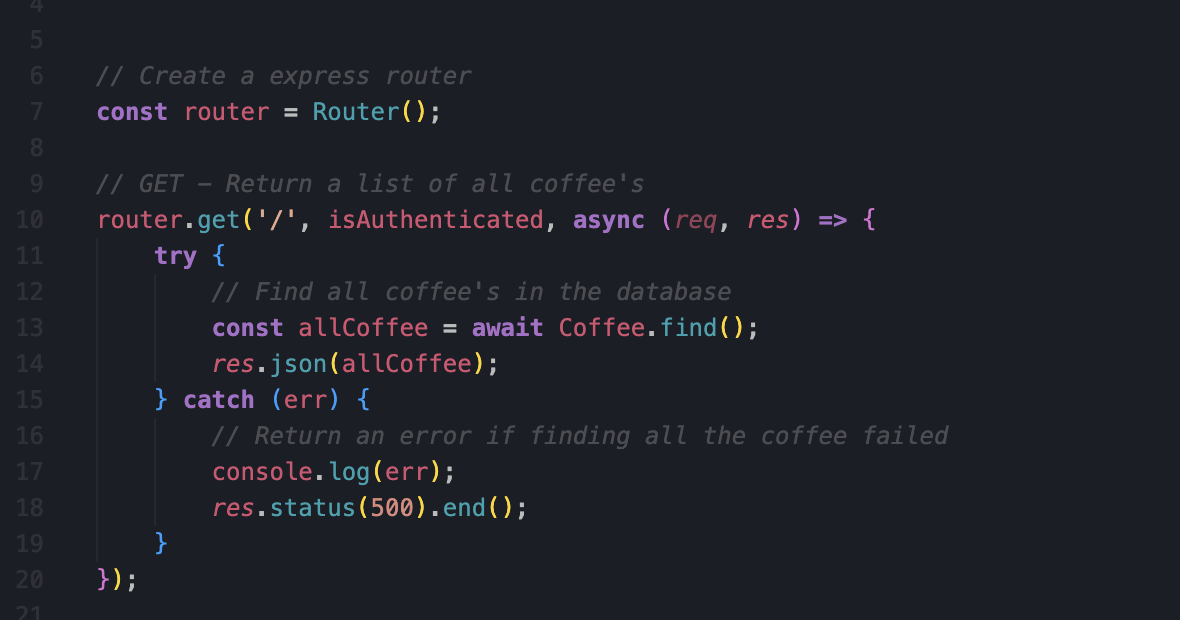 4
5
6 // Create a express router
7 const router = Router();
8
9 // GET - Return a list of all coffee's
10 router.get('/', isAuthenticated, async (req, res) => {
11     try {
12         // Find all coffee's in the database
13         const allCoffee = await Coffee.find();
14         res.json(allCoffee);
15     } catch (err) {
16         // Return an error if finding all the coffee failed
17         console.log(err);
18         res.status(500).end();
19     }
20 });
21